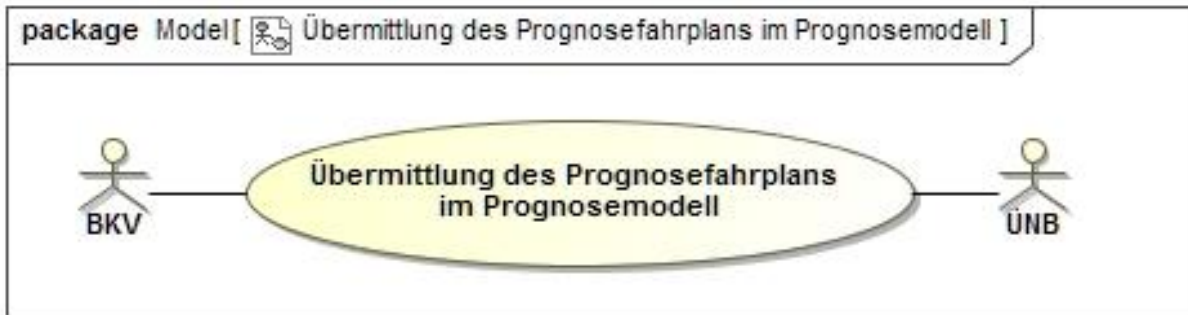 package Model[ Übermittlung des Prognosefahrplans im Prognosemodell ]
Übermittlung des Prognosefahrplans
im Prognosemodell
BKV
ÜNB